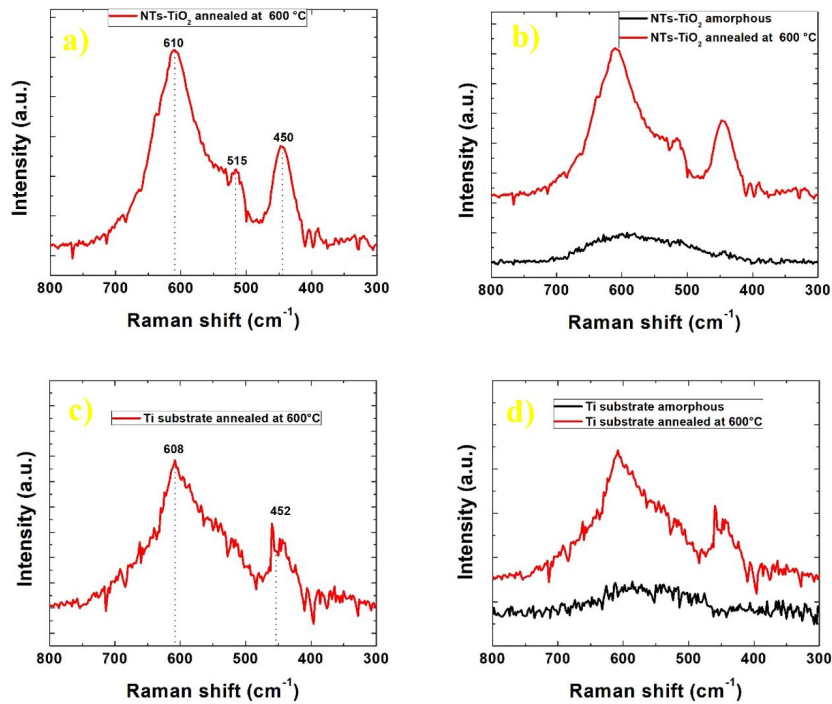 a)
NTs-TiO₂ annealed at 600 °C
610
515
450
Intensity (a.u.)
800 700 600 500 400 300
Raman shift (cm⁻¹)
b)
NTs-TiO₂ amorphous
NTs-TiO₂ annealed at 600 °C
Intensity (a.u.)
800 700 600 500 400 300
Raman shift (cm⁻¹)
c)
Ti substrate annealed at 600°C
608
452
Intensity (a.u.)
800 700 600 500 400 300
Raman shift (cm⁻¹)
d)
Ti substrate amorphous
Ti substrate annealed at 600°C
Intensity (a.u.)
800 700 600 500 400 300
Raman shift (cm⁻¹)